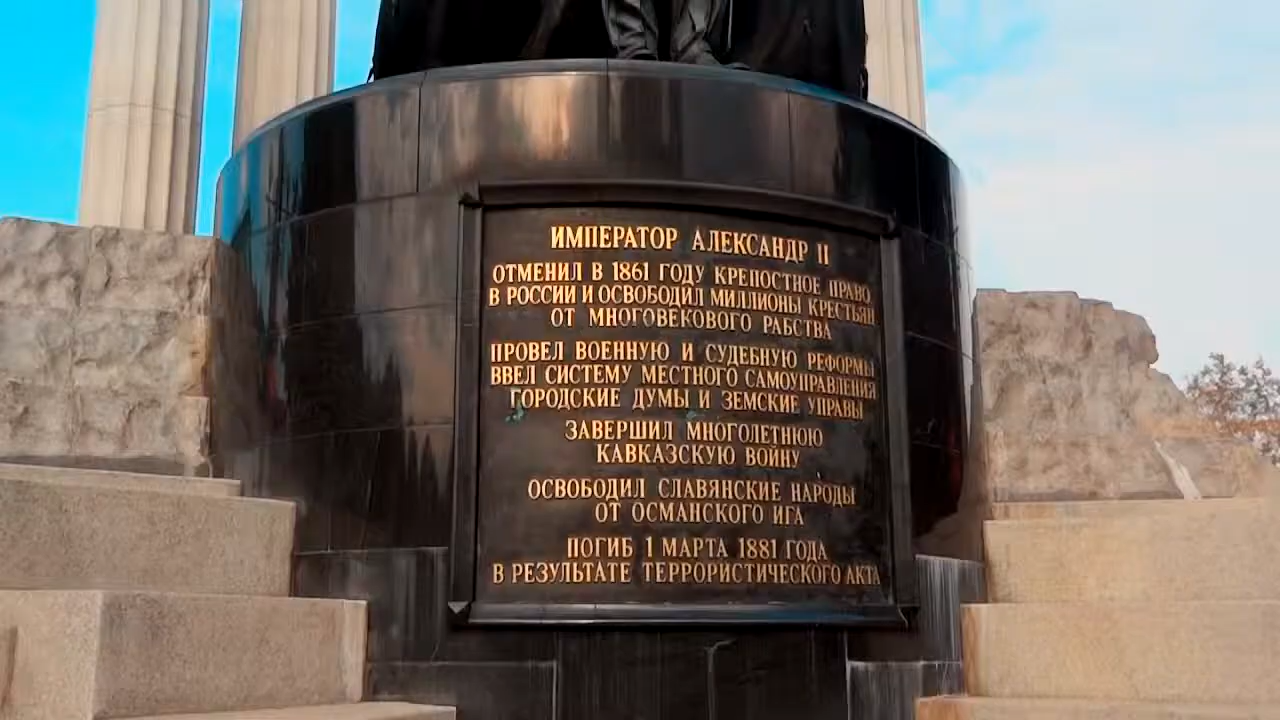 ИМПЕРАТОР АЛЕКСАНДР II
ОТМЕНИЛ В 1861 ГОДУ КРЕПОСТНОЕ ПРАВО
В РОССИИ И ОСВОБОДИЛ МИЛЛИОНЫ КРЕСТЬЯН
ОТ МНОГОВЕКОВОГО РАБСТВА
ПРОВЕЛ ВОЕННУЮ И СУДЕБНУЮ РЕФОРМЫ
ВВЕЛ СИСТЕМУ МЕСТНОГО САМОУПРАВЛЕНИЯ
ГОРОДСКИЕ ДУМЫ И ЗЕМСКИЕ УПРАВЫ
ЗАВЕРШИЛ МНОГОЛЕТНЮЮ
КАВКАЗСКУЮ ВОЙНУ
ОСВОБОДИЛ СЛАВЯНСКИЕ НАРОДЫ
ОТ ОСМАНСКОГО ИГА
ПОГИБ 1 МАРТА 1881 ГОДА
В РЕЗУЛЬТАТЕ ТЕРРОРИСТИЧЕСКОГО АКТА